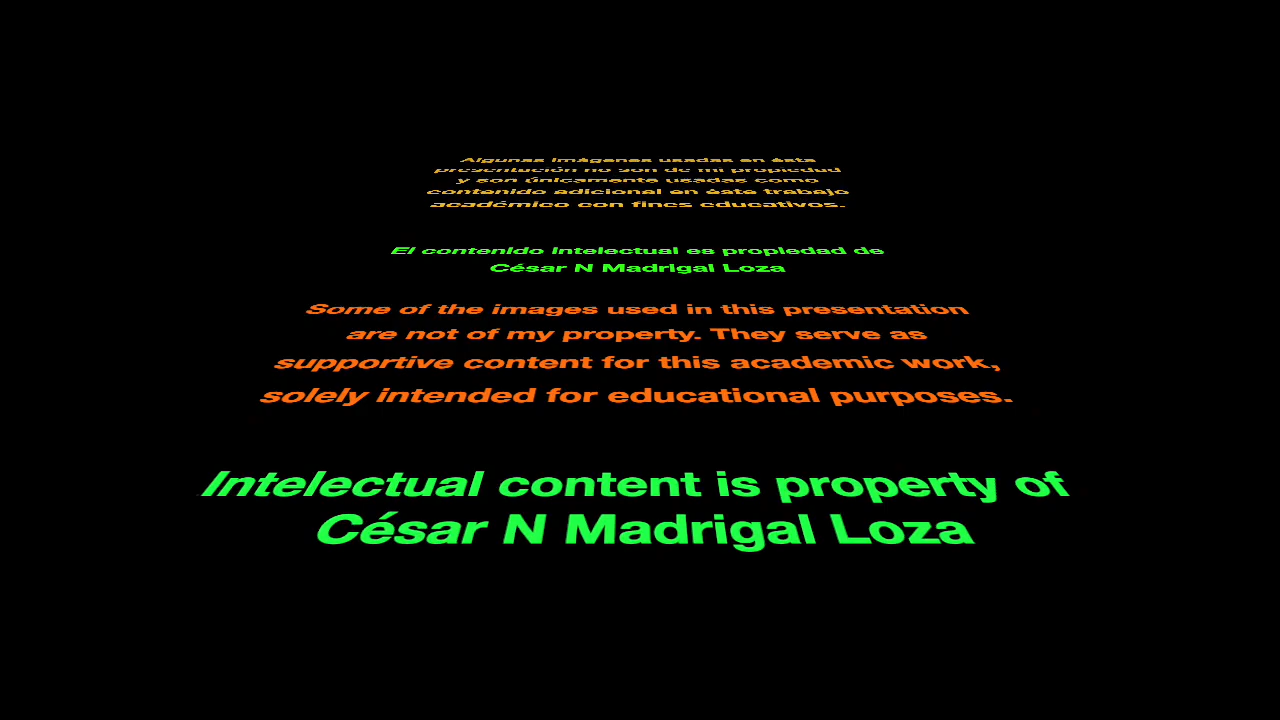 Algunas imágenes usadas en ésta
presentación no son de mi propiedad
y son únicamente usadas como
contenido adicional en éste trabajo
académico con fines educativos.
El contenido intelectual es propiedad de
César N Madrigal Loza
Some of the images used in this presentation
are not of my property. They serve as
supportive content for this academic work,
solely intended for educational purposes.
Intelectual content is property of
César N Madrigal Loza